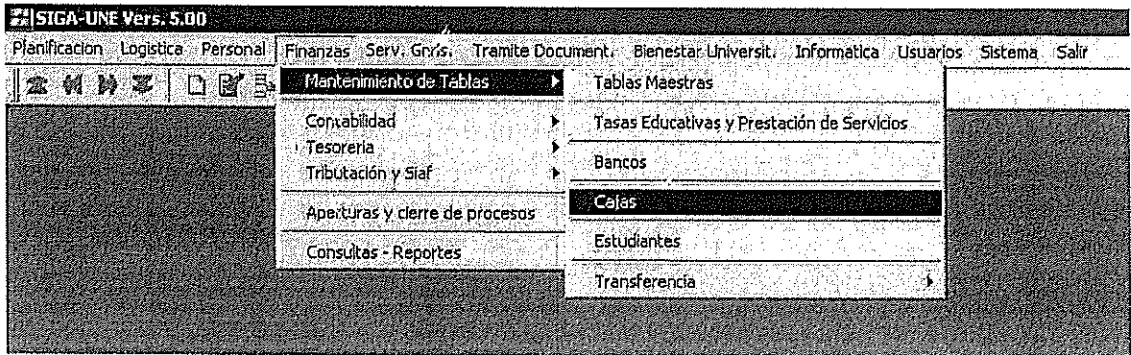 SIGA-UNE Vers. 5.00
Planificacion Logistica Personal Finanzas Serv. Gnrls. Tramite Document. Bienestar Universit. Informatica Usuarios Sistema Salir
Mantenimiento de Tablas
Contabilidad
Tesoreria
Tributación y Siaf
Aperturas y cierre de procesos
Consultas - Reportes
Tablas Maestras
Tasas Educativas y Prestación de Servicios
Bancos
Cajas
Estudiantes
Transferencia